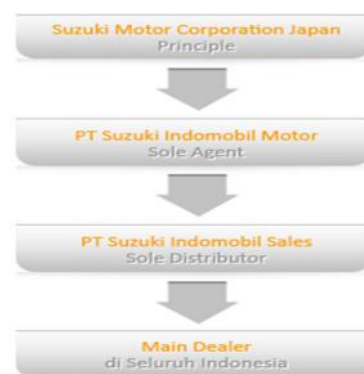 Suzuki Motor Corporation Japan
Principle
PT Suzuki Indomobil Motor
Sole Agent
PT Suzuki Indomobil Sales
Sole Distributor
Main Dealer
di Seluruh Indonesia